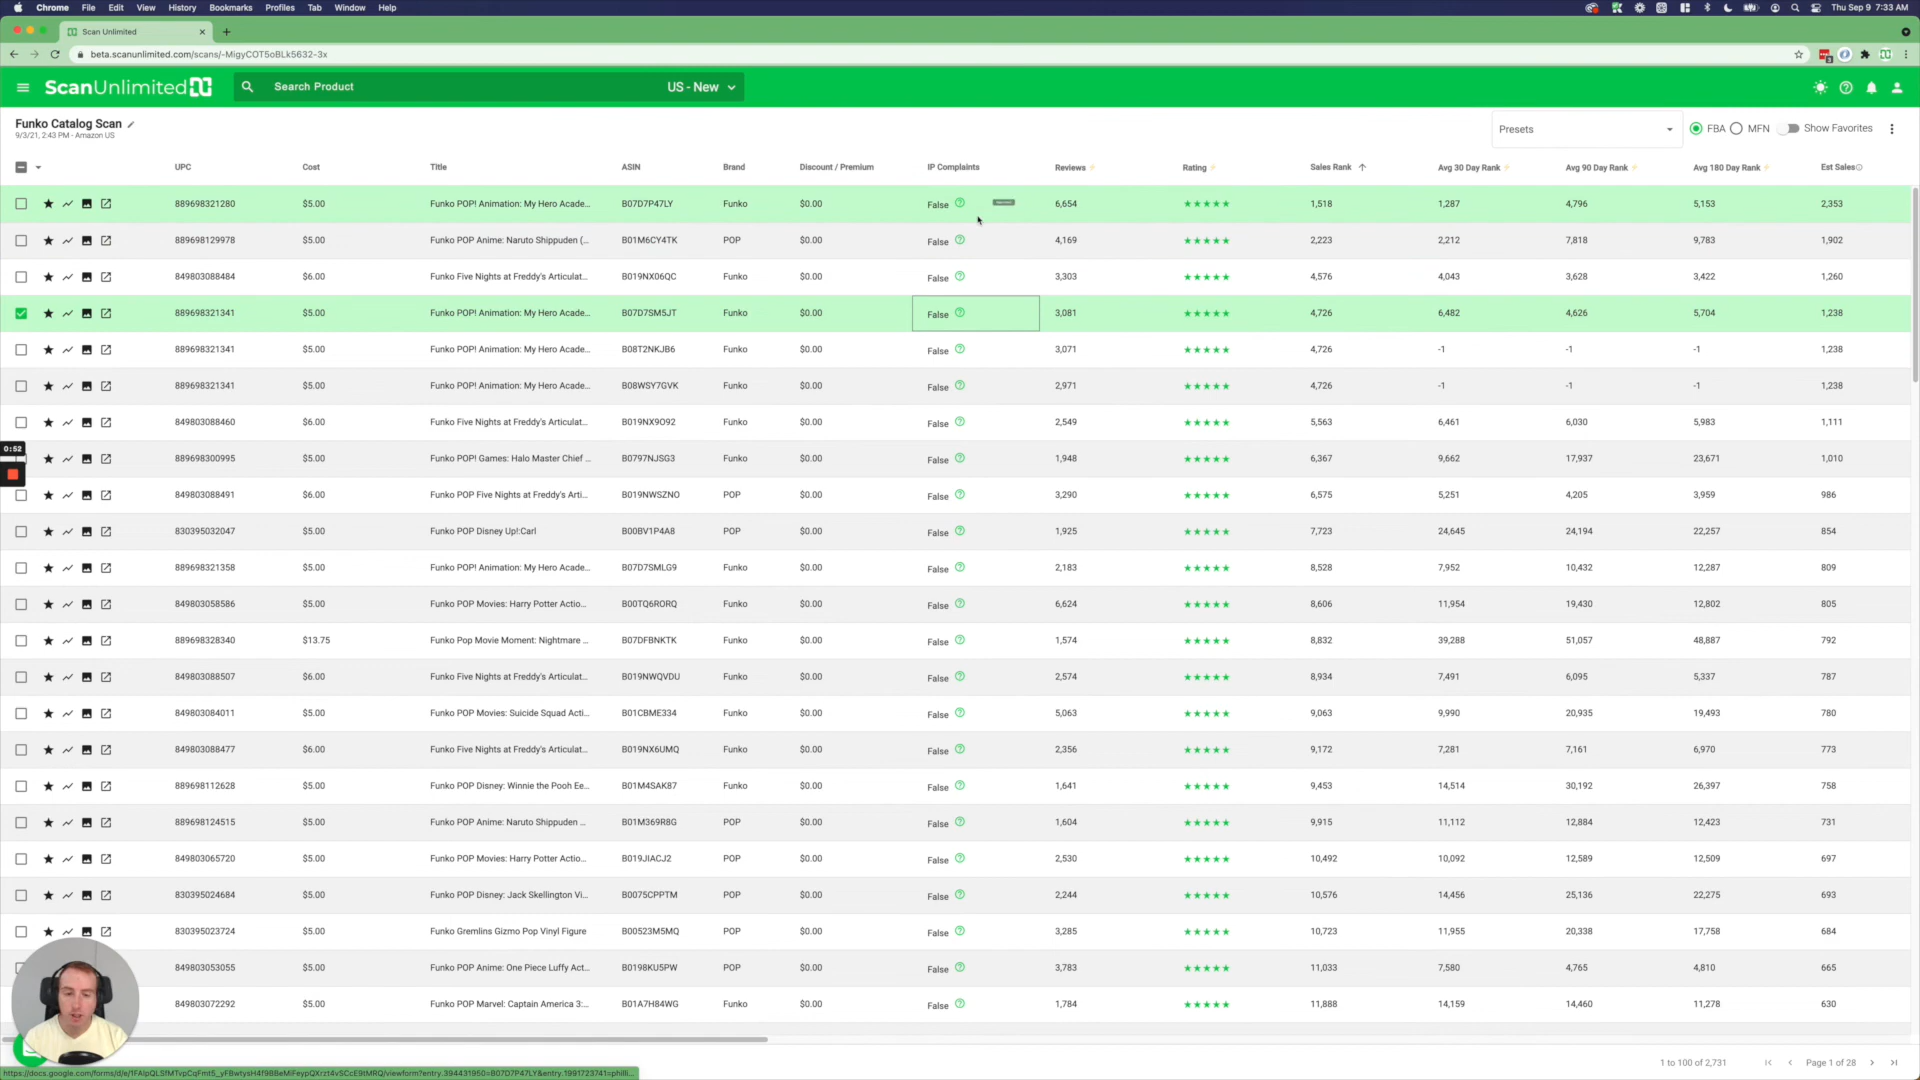 Chrome File Edit View History Bookmarks Profiles Tab Window Help Thu Sep 9 7:33 AM
Scan Unlimited
beta.scanunlimited.com/scans/-MigyCOT5oBLk5632-3x
ScanUnlimited Search Product US - New
Funko Catalog Scan
9/3/21, 2:43 PM - Amazon US
Presets FBA MFN Show Favorites
UPC Cost Title ASIN Brand Discount / Premium IP Complaints Reviews Rating Sales Rank Avg 30 Day Rank Avg 90 Day Rank Avg 180 Day Rank Est Sales
889698321280 $5.00 Funko POP! Animation: My Hero Acade... B07D7P47LY Funko $0.00 False 6,654 1,518 1,287 4,796 5,153 2,353
889698129978 $5.00 Funko POP Anime: Naruto Shippuden (... B01M6CY4TK POP $0.00 False 4,169 2,223 2,212 7,818 9,783 1,902
849803088484 $6.00 Funko Five Nights at Freddy's Articulat... B019NX06QC Funko $0.00 False 3,303 4,576 4,043 3,628 3,422 1,260
889698321341 $5.00 Funko POP! Animation: My Hero Acade... B07D7SM5JT Funko $0.00 False 3,081 4,726 6,482 4,626 5,704 1,238
889698321341 $5.00 Funko POP! Animation: My Hero Acade... B08T2NKJB6 Funko $0.00 False 3,071 4,726 -1 -1 -1 1,238
889698321341 $5.00 Funko POP! Animation: My Hero Acade... B08WSY7GVK Funko $0.00 False 2,971 4,726 -1 -1 -1 1,238
849803088460 $6.00 Funko Five Nights at Freddy's Articulat... B019NX9O92 Funko $0.00 False 2,549 5,563 6,461 6,030 5,983 1,111
0:52
889698300995 $5.00 Funko POP! Games: Halo Master Chief ... B0797NJSG3 Funko $0.00 False 1,948 6,367 9,662 17,937 23,671 1,010
849803088491 $6.00 Funko POP Five Nights at Freddy's Arti... B019NWSZNO POP $0.00 False 3,290 6,575 5,251 4,205 3,959 986
830395032047 $5.00 Funko POP Disney Up!:Carl B00BV1P4A8 POP $0.00 False 1,925 7,723 24,645 24,194 22,257 854
889698321358 $5.00 Funko POP! Animation: My Hero Acade... B07D7SMLG9 Funko $0.00 False 2,183 8,528 7,952 10,432 12,287 809
849803058586 $5.00 Funko POP Movies: Harry Potter Actio... B00TQ6RORQ Funko $0.00 False 6,624 8,606 11,954 19,430 12,802 805
889698328340 $13.75 Funko Pop Movie Moment: Nightmare ... B07DFBNKTK Funko $0.00 False 1,574 8,832 39,288 51,057 48,887 792
849803088507 $6.00 Funko Five Nights at Freddy's Articulat... B019NWQVDU Funko $0.00 False 2,574 8,934 7,491 6,095 5,337 787
849803084011 $5.00 Funko POP Movies: Suicide Squad Acti... B01CBME334 Funko $0.00 False 5,063 9,063 9,990 20,935 19,493 780
849803088477 $6.00 Funko Five Nights at Freddy's Articulat... B019NX6UMQ Funko $0.00 False 2,356 9,172 7,281 7,161 6,970 773
889698112628 $5.00 Funko POP Disney: Winnie the Pooh Ee... B01M4SAK87 Funko $0.00 False 1,641 9,453 14,514 30,192 26,397 758
889698124515 $5.00 Funko POP Anime: Naruto Shippuden ... B01M369R8G POP $0.00 False 1,604 9,915 11,112 12,884 12,423 731
849803065720 $5.00 Funko POP Movies: Harry Potter Actio... B019JIACJ2 POP $0.00 False 2,530 10,492 10,092 12,589 12,509 697
830395024684 $5.00 Funko POP Disney: Jack Skellington Vi... B0075CPPTM POP $0.00 False 2,244 10,576 14,456 25,136 22,275 693
830395023724 $5.00 Funko Gremlins Gizmo Pop Vinyl Figure B00523M5MQ POP $0.00 False 3,285 10,723 11,955 20,338 17,758 684
849803053055 $5.00 Funko POP Anime: One Piece Luffy Act... B0198KU5PW POP $0.00 False 3,783 11,033 7,580 4,765 4,810 665
849803072292 $5.00 Funko POP Marvel: Captain America 3:... B01A7H84WG Funko $0.00 False 1,784 11,888 14,159 14,460 11,278 630
1 to 100 of 2,731 Page 1 of 28